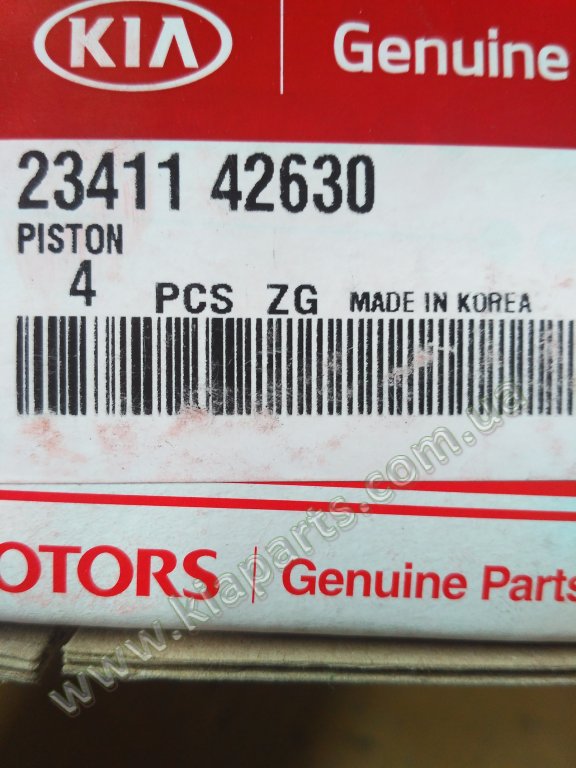 KIA | Genuine
23411 42630
PISTON
4 PCS ZG MADE IN KOREA
OTORS | Genuine Parts
www.kiaparts.com.ua